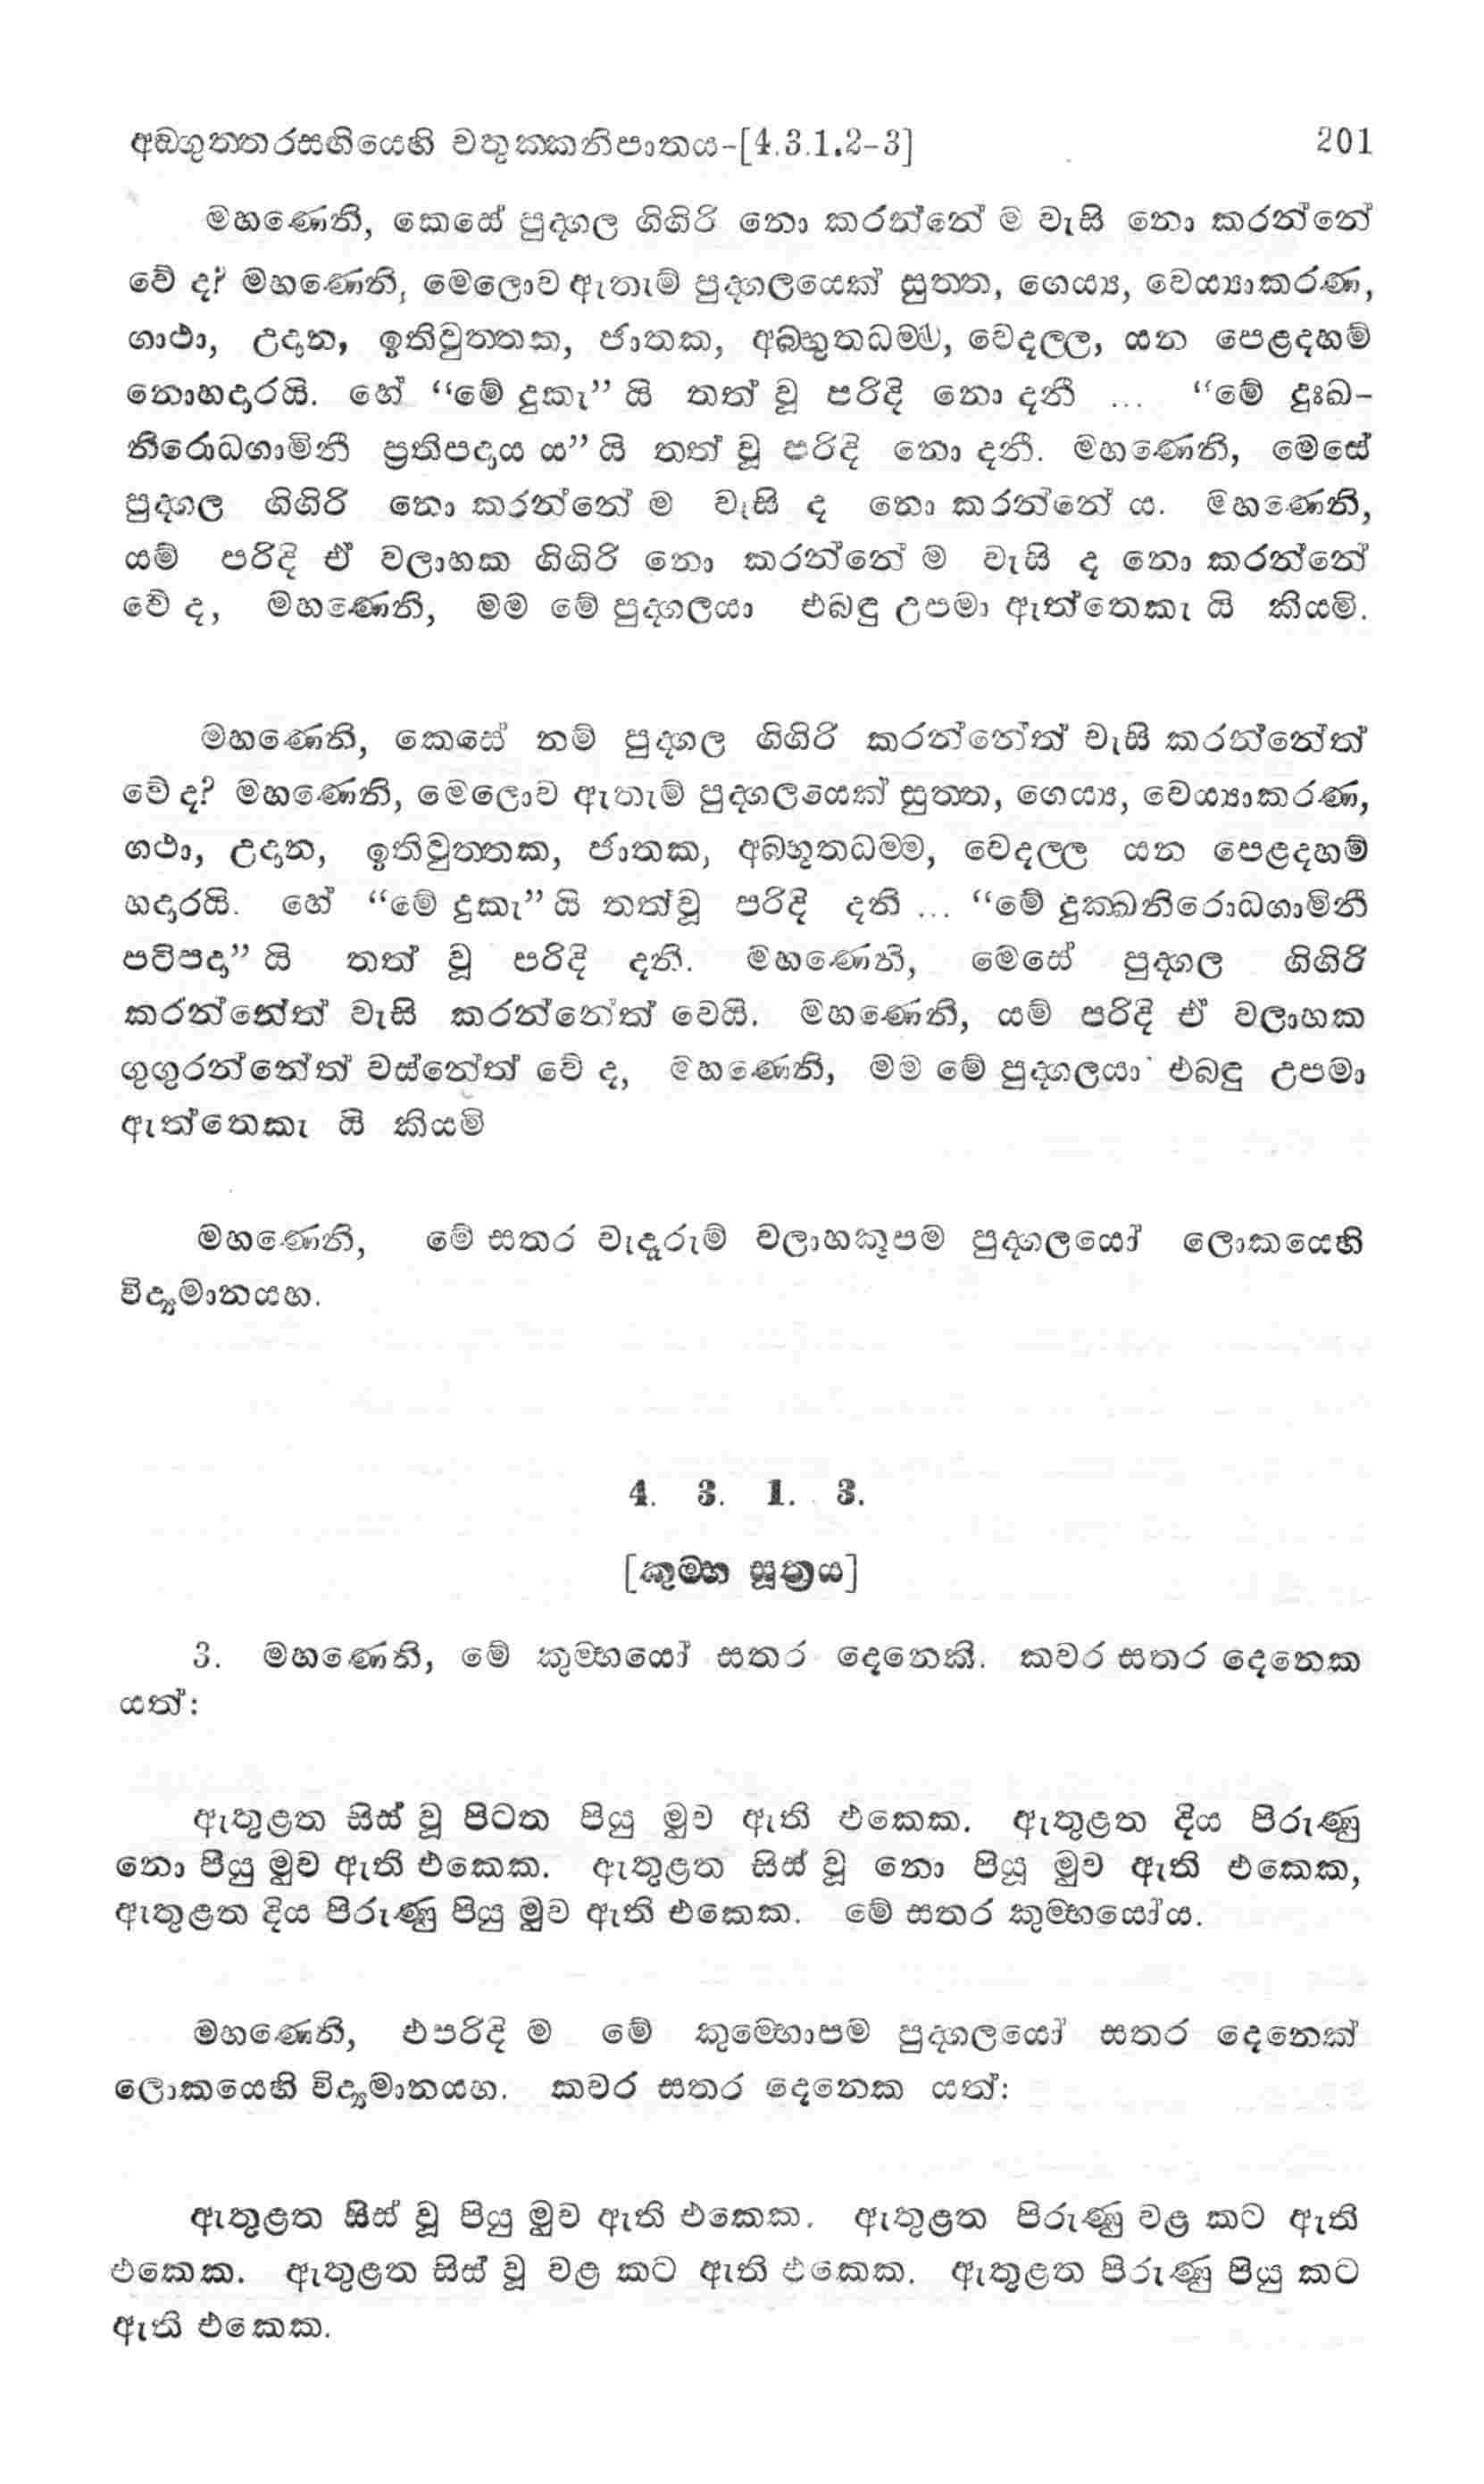 අඞ්ගුත්තරසඟියෙහි චතුක්කනිපාතය-[4.3.1.2-3] 201
මහණෙනි, කෙසේ පුද්ගල ගිගිරි නො කරන්නේ ම වැසි නො කරන්නේ
වේ ද? මහණෙනි, මෙලොව ඇතැම් පුද්ගලයෙක් සුත්ත, ගෙය්‍ය, වෙය්‍යාකරණ,
ගාථා, උදාන, ඉතිවුත්තක, ජාතක, අබ්භූතධම්ම, වේදල්ල, යන පෙළදහම්
නොහදාරයි. හේ “මේ දුකැ” යි තත් වූ පරිදි නො දනී ... “මේ දුඃඛ-
නිරොධගාමිනී ප්‍රතිපදාය ය” යි තත් වූ පරිදි නො දනී. මහණෙනි, මෙසේ
පුද්ගල ගිගිරි නො කරන්නේ ම වැසි ද නො කරන්නේ ය. මහණෙනි,
යම් පරිදි ඒ වලාහක ගිගිරි නො කරන්නේ ම වැසි ද නො කරන්නේ
වේ ද, මහණෙනි, මම මේ පුද්ගලයා එබඳු උපමා ඇත්තෙකැ යි කියමි.
මහණෙනි, කෙසේ නම් පුද්ගල ගිගිරි කරන්නේත් වැසි කරන්නේත්
වේ ද? මහණෙනි, මෙලොව ඇතැම් පුද්ගලයෙක් සුත්ත, ගෙය්‍ය, වෙය්‍යාකරණ,
ගථා, උදාන, ඉතිවුත්තක, ජාතක, අබ්භූතධම්ම, වේදල්ල යන පෙළදහම්
හදාරයි. හේ “මේ දුකැ” යි තත්වූ පරිදි දනී ... “මේ දුක්ඛනිරොධගාමිනී
පටිපදා” යි තත් වූ පරිදි දනී. මහණෙනි, මෙසේ පුද්ගල ගිගිරි
කරන්නේත් වැසි කරන්නේත් වෙයි. මහණෙනි, යම් පරිදි ඒ වලාහක
ගුගුරන්නේත් වස්නේත් වේ ද, මහණෙනි, මම මේ පුද්ගලයා එබඳු උපමා
ඇත්තෙකැ යි කියමි
මහණෙනි, මේ සතර වැදෑරුම් වලාහකූපම පුද්ගලයෝ ලොකයෙහි
විද්‍යමානයහ.
4. 3. 1. 3.
[කුම්භ සූත්‍රය]
3. මහණෙනි, මේ කුම්භයෝ සතර දෙනෙකි. කවර සතර දෙනෙක
යත්:
ඇතුළත සිස් වූ පිටත පියු මුව ඇති එකෙක. ඇතුළත දිය පිරුණු
නො පියු මුව ඇති එකෙක. ඇතුළත සිස් වූ නො පියූ මුව ඇති එකෙක,
ඇතුළත දිය පිරුණු පියු මුව ඇති එකෙක. මේ සතර කුම්භයෝය.
මහණෙනි, එපරිදි ම මේ කුම්භොපම පුද්ගලයෝ සතර දෙනෙක්
ලොකයෙහි විද්‍යමානයහ. කවර සතර දෙනෙක යත්:
ඇතුළත සිස් වූ පියු මුව ඇති එකෙක. ඇතුළත පිරුණු වළ කට ඇති
එකෙක. ඇතුළත සිස් වූ වළ කට ඇති එකෙක. ඇතුළත පිරුණු පියු කට
ඇති එකෙක.